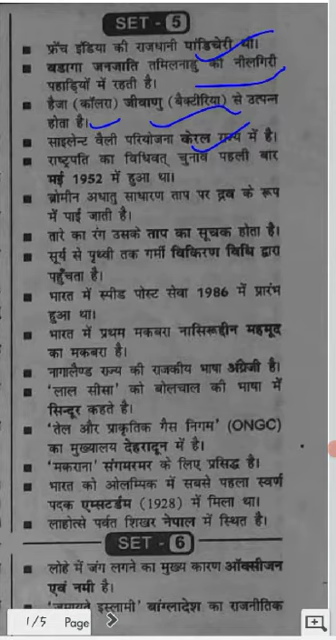 SET - 5
फ्रेंच इंडिया की राजधानी पांडिचेरी थी।
बडागा जनजाति तमिलनाडु की नीलगिरी
पहाड़ियों में रहती है।
हैजा (कॉलरा) जीवाणु (बैक्टीरिया) से उत्पन्न
होता है।
साइलेन्ट वैली परियोजना केरल राज्य में है।
राष्ट्रपति का विधिवत् चुनाव पहली बार
मई 1952 में हुआ था।
ब्रोमीन अधातु साधारण ताप पर द्रव के रूप
में पाई जाती है।
तारे का रंग उसके ताप का सूचक होता है।
सूर्य से पृथ्वी तक गर्मी विकिरण विधि द्वारा
पहुँचता है।
भारत में स्पीड पोस्ट सेवा 1986 में प्रारंभ
हुआ था।
भारत में प्रथम मकबरा नासिरूद्दीन महमूद
का मकबरा है।
नागालैण्ड राज्य की राजकीय भाषा अंग्रेजी है।
'लाल सीसा' को बोलचाल की भाषा में
सिन्दूर कहते है।
'तेल और प्राकृतिक गैस निगम' (ONGC)
का मुख्यालय देहरादून में है।
'मकराना' संगमरमर के लिए प्रसिद्ध है।
भारत को ओलम्पिक में सबसे पहला स्वर्ण
पदक एम्सटर्डम (1928) में मिला था।
लाहोत्से पर्वत शिखर नेपाल में स्थित है।
SET - 6
लोहे में जंग लगने का मुख्य कारण ऑक्सीजन
एवं नमी है।
इस्लामी' बांग्लादेश का राजनीतिक
1/5 Page